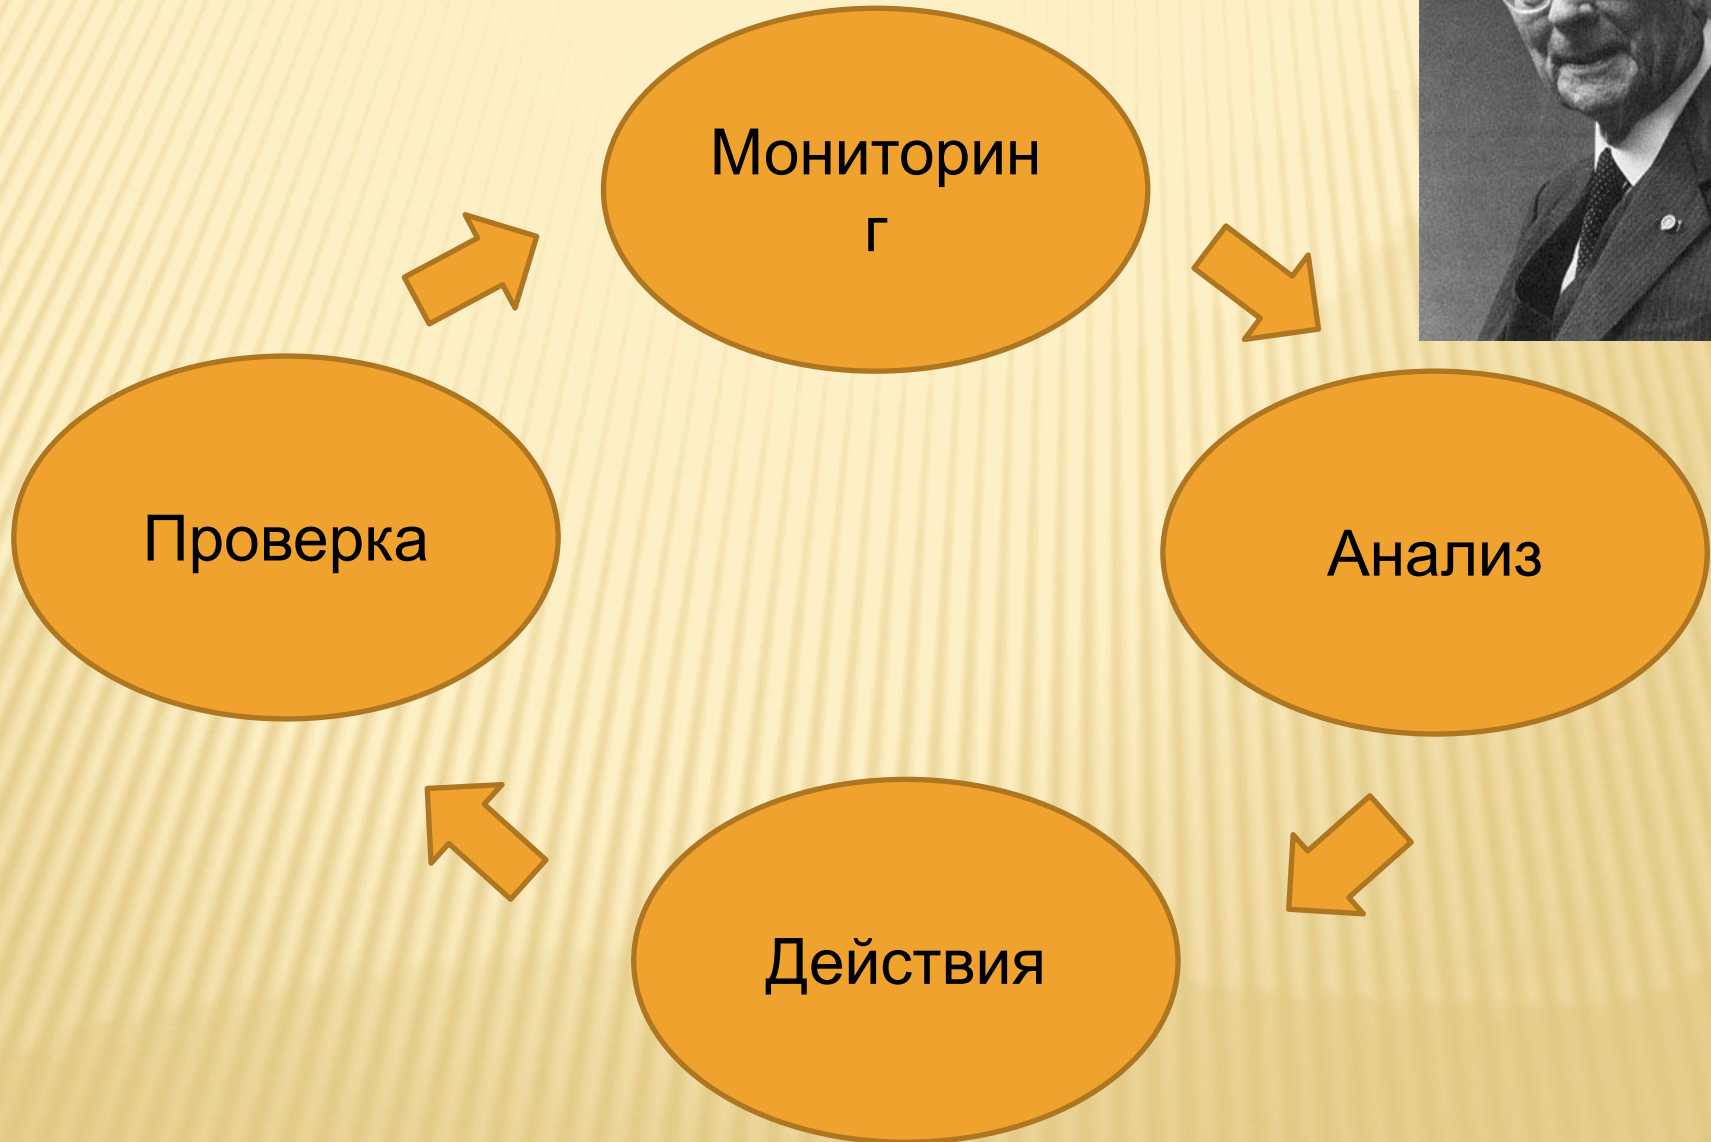 Мониторин
г
Проверка
Анализ
Действия